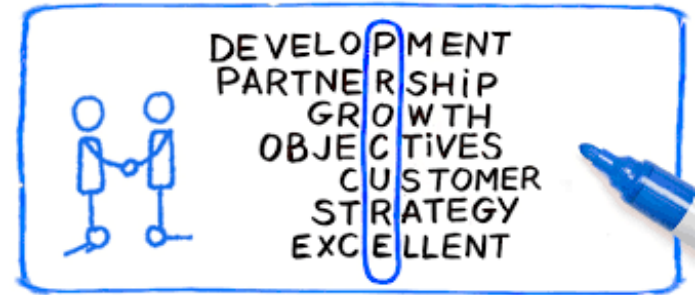 DEVELOPMENT
PARTNERSHiP
GROWTH
OBJECTiVES
CUSTOMER
STRATEGY
EXCELLENT